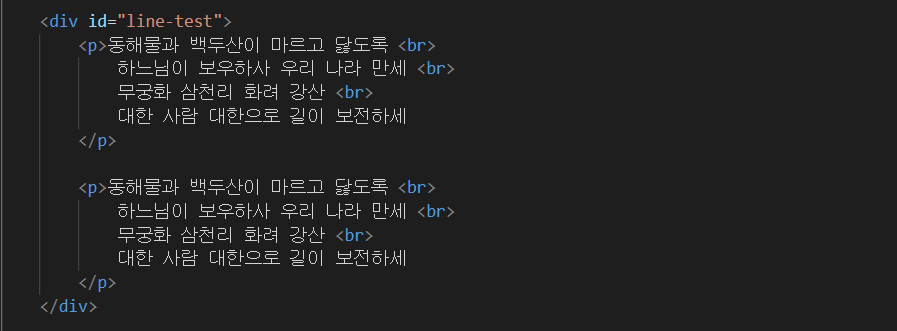 <div id="line-test">
<p>동해물과 백두산이 마르고 닳도록 <br>
하느님이 보우하사 우리 나라 만세 <br>
무궁화 삼천리 화려 강산 <br>
대한 사람 대한으로 길이 보전하세
</p>
<p>동해물과 백두산이 마르고 닳도록 <br>
하느님이 보우하사 우리 나라 만세 <br>
무궁화 삼천리 화려 강산 <br>
대한 사람 대한으로 길이 보전하세
</p>
</div>